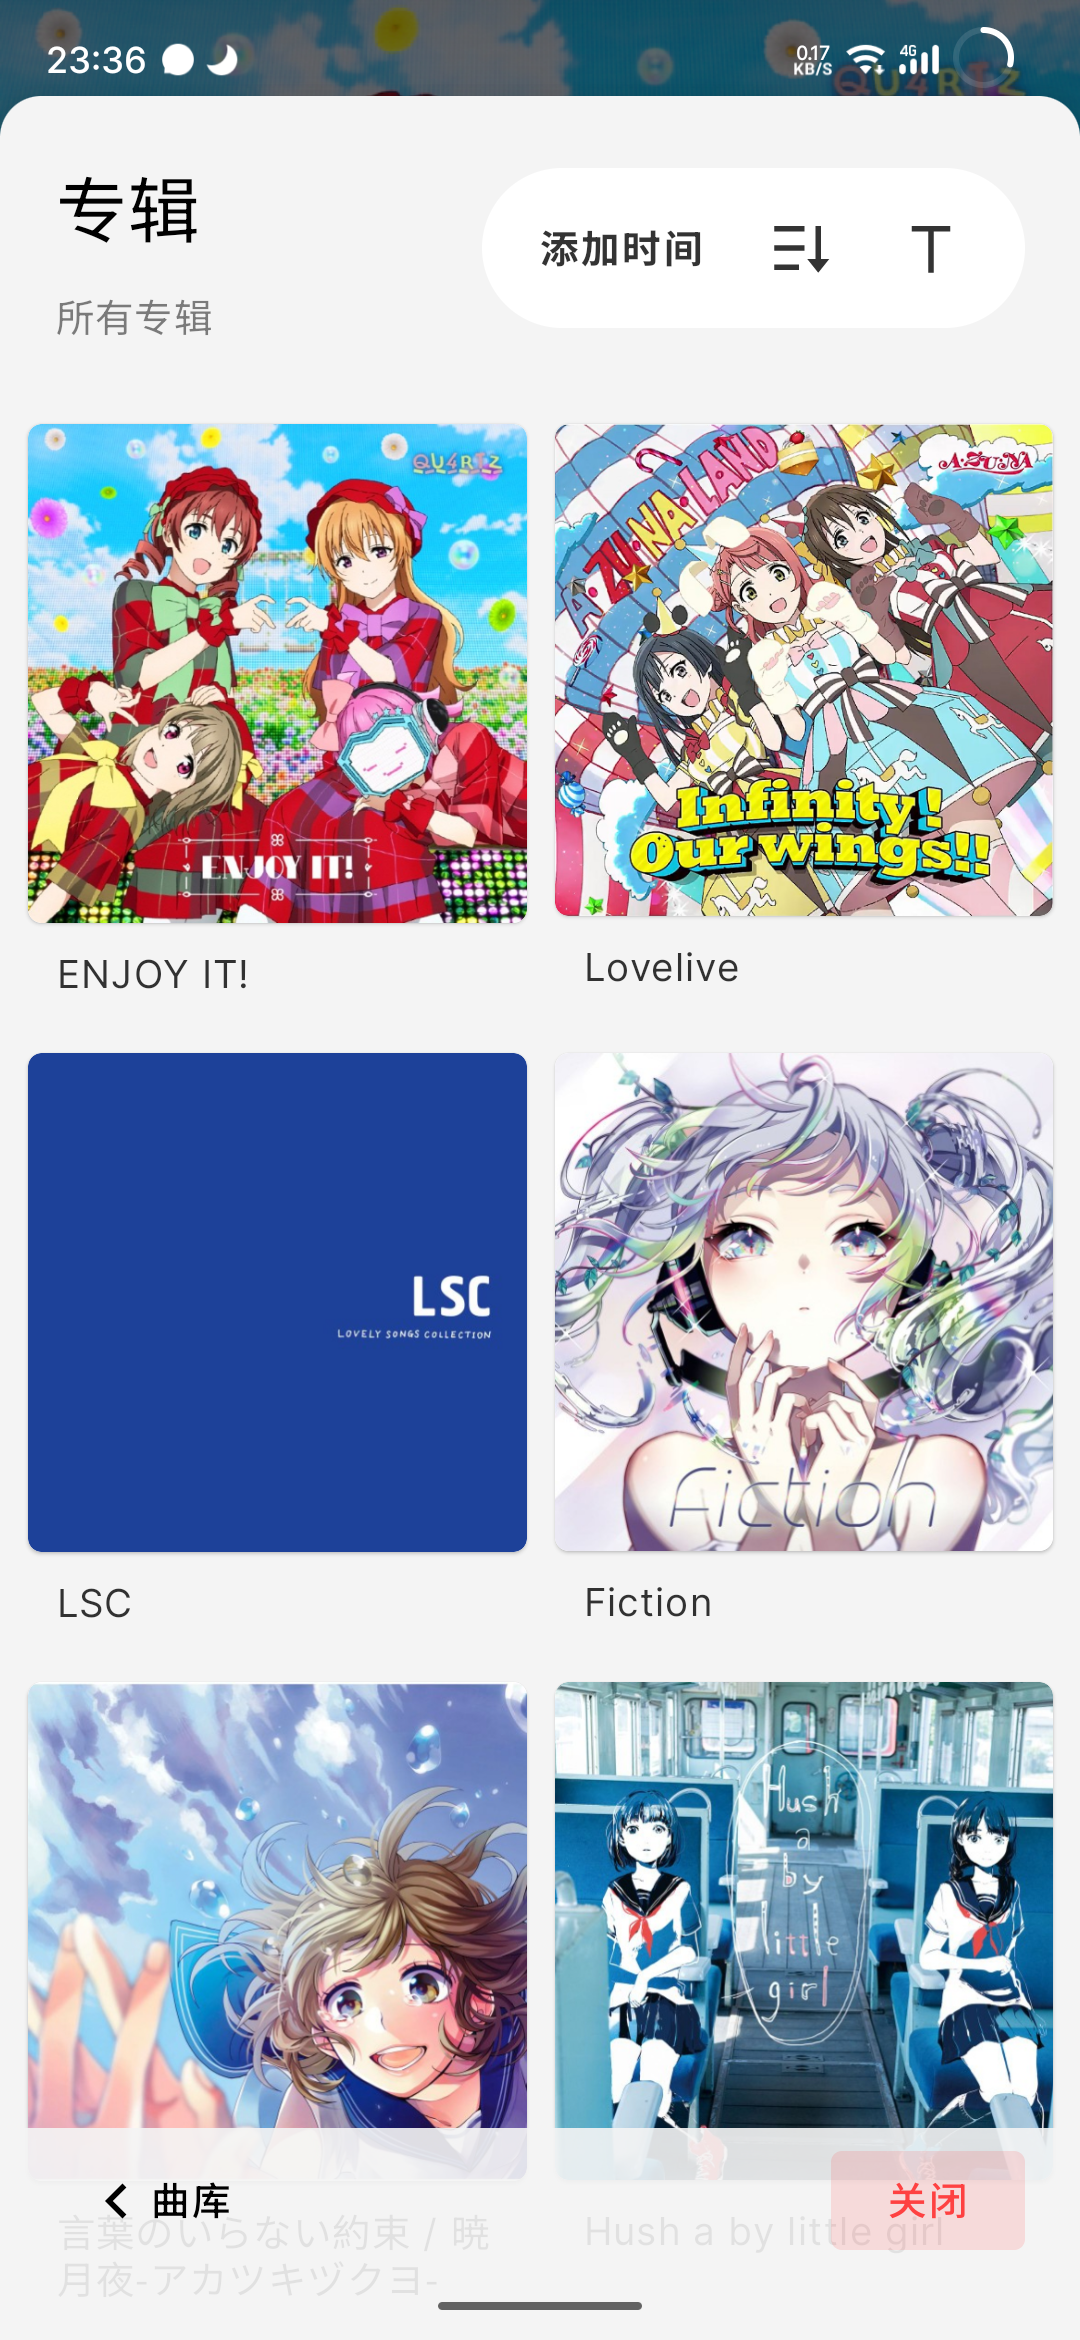 23:36
0.17
KB/S
4G
QU4RTZ
专辑
添加时间
T
所有专辑
QU4RTZ
A·ZU·NA·LAND
A·ZU·NA
ENJOY IT!
Infinity!
Our wings!!
ENJOY IT!
Lovelive
LSC
LOVELY SONGS COLLECTION
Fiction
LSC
Fiction
Hush
a
by
little
girl
曲库
关闭
言葉のいらない約束 / 暁
月夜-アカツキヅクヨ-
Hush a by little girl